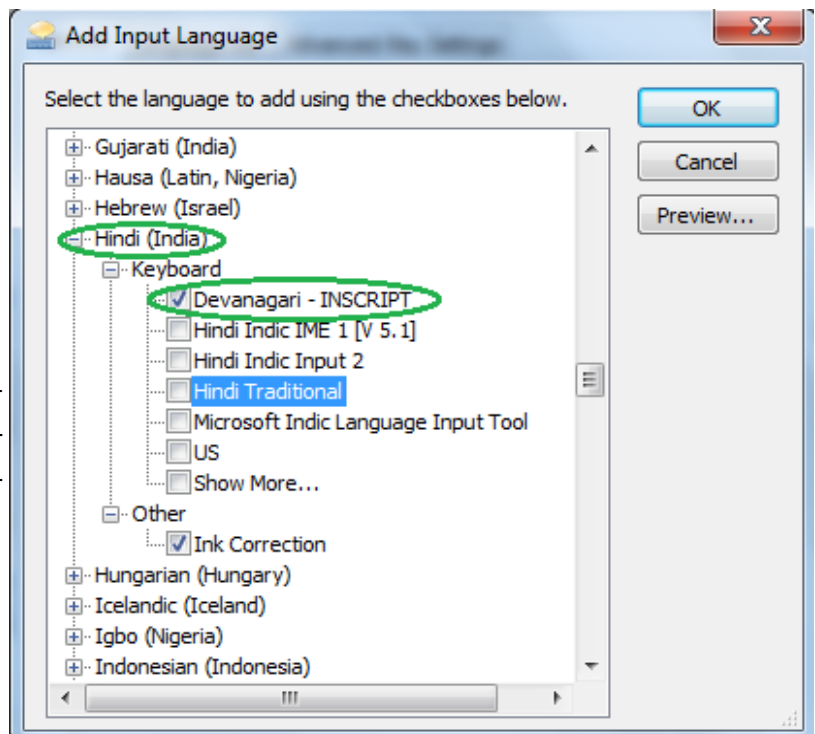 Add Input Language
Select the language to add using the checkboxes below.
OK
Cancel
Preview...
Gujarati (India)
Hausa (Latin, Nigeria)
Hebrew (Israel)
Hindi (India)
Keyboard
Devanagari - INSCRIPT
Hindi Indic IME 1 [V 5.1]
Hindi Indic Input 2
Hindi Traditional
Microsoft Indic Language Input Tool
US
Show More...
Other
Ink Correction
Hungarian (Hungary)
Icelandic (Iceland)
Igbo (Nigeria)
Indonesian (Indonesia)